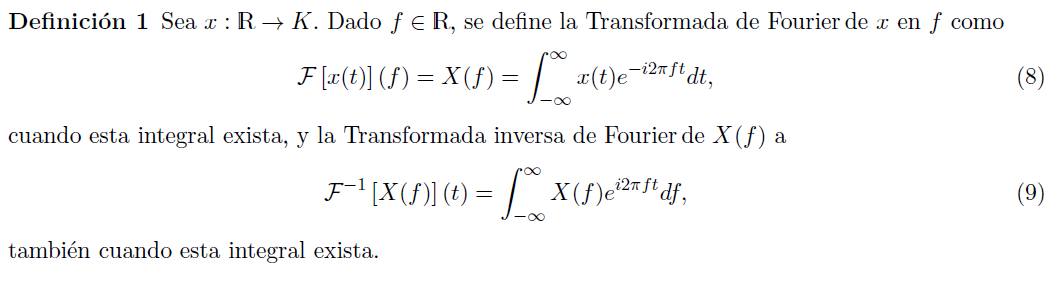 Definición 1 Sea x : ℝ → K. Dado f ∈ ℝ, se define la Transformada de Fourier de x en f como
ℱ [x(t)] (f) = X(f) = ∫_{-∞}^{∞} x(t)e^{-i2πft}dt, (8)
cuando esta integral exista, y la Transformada inversa de Fourier de X(f) a
ℱ^{-1} [X(f)] (t) = ∫_{-∞}^{∞} X(f)e^{i2πft}df, (9)
también cuando esta integral exista.